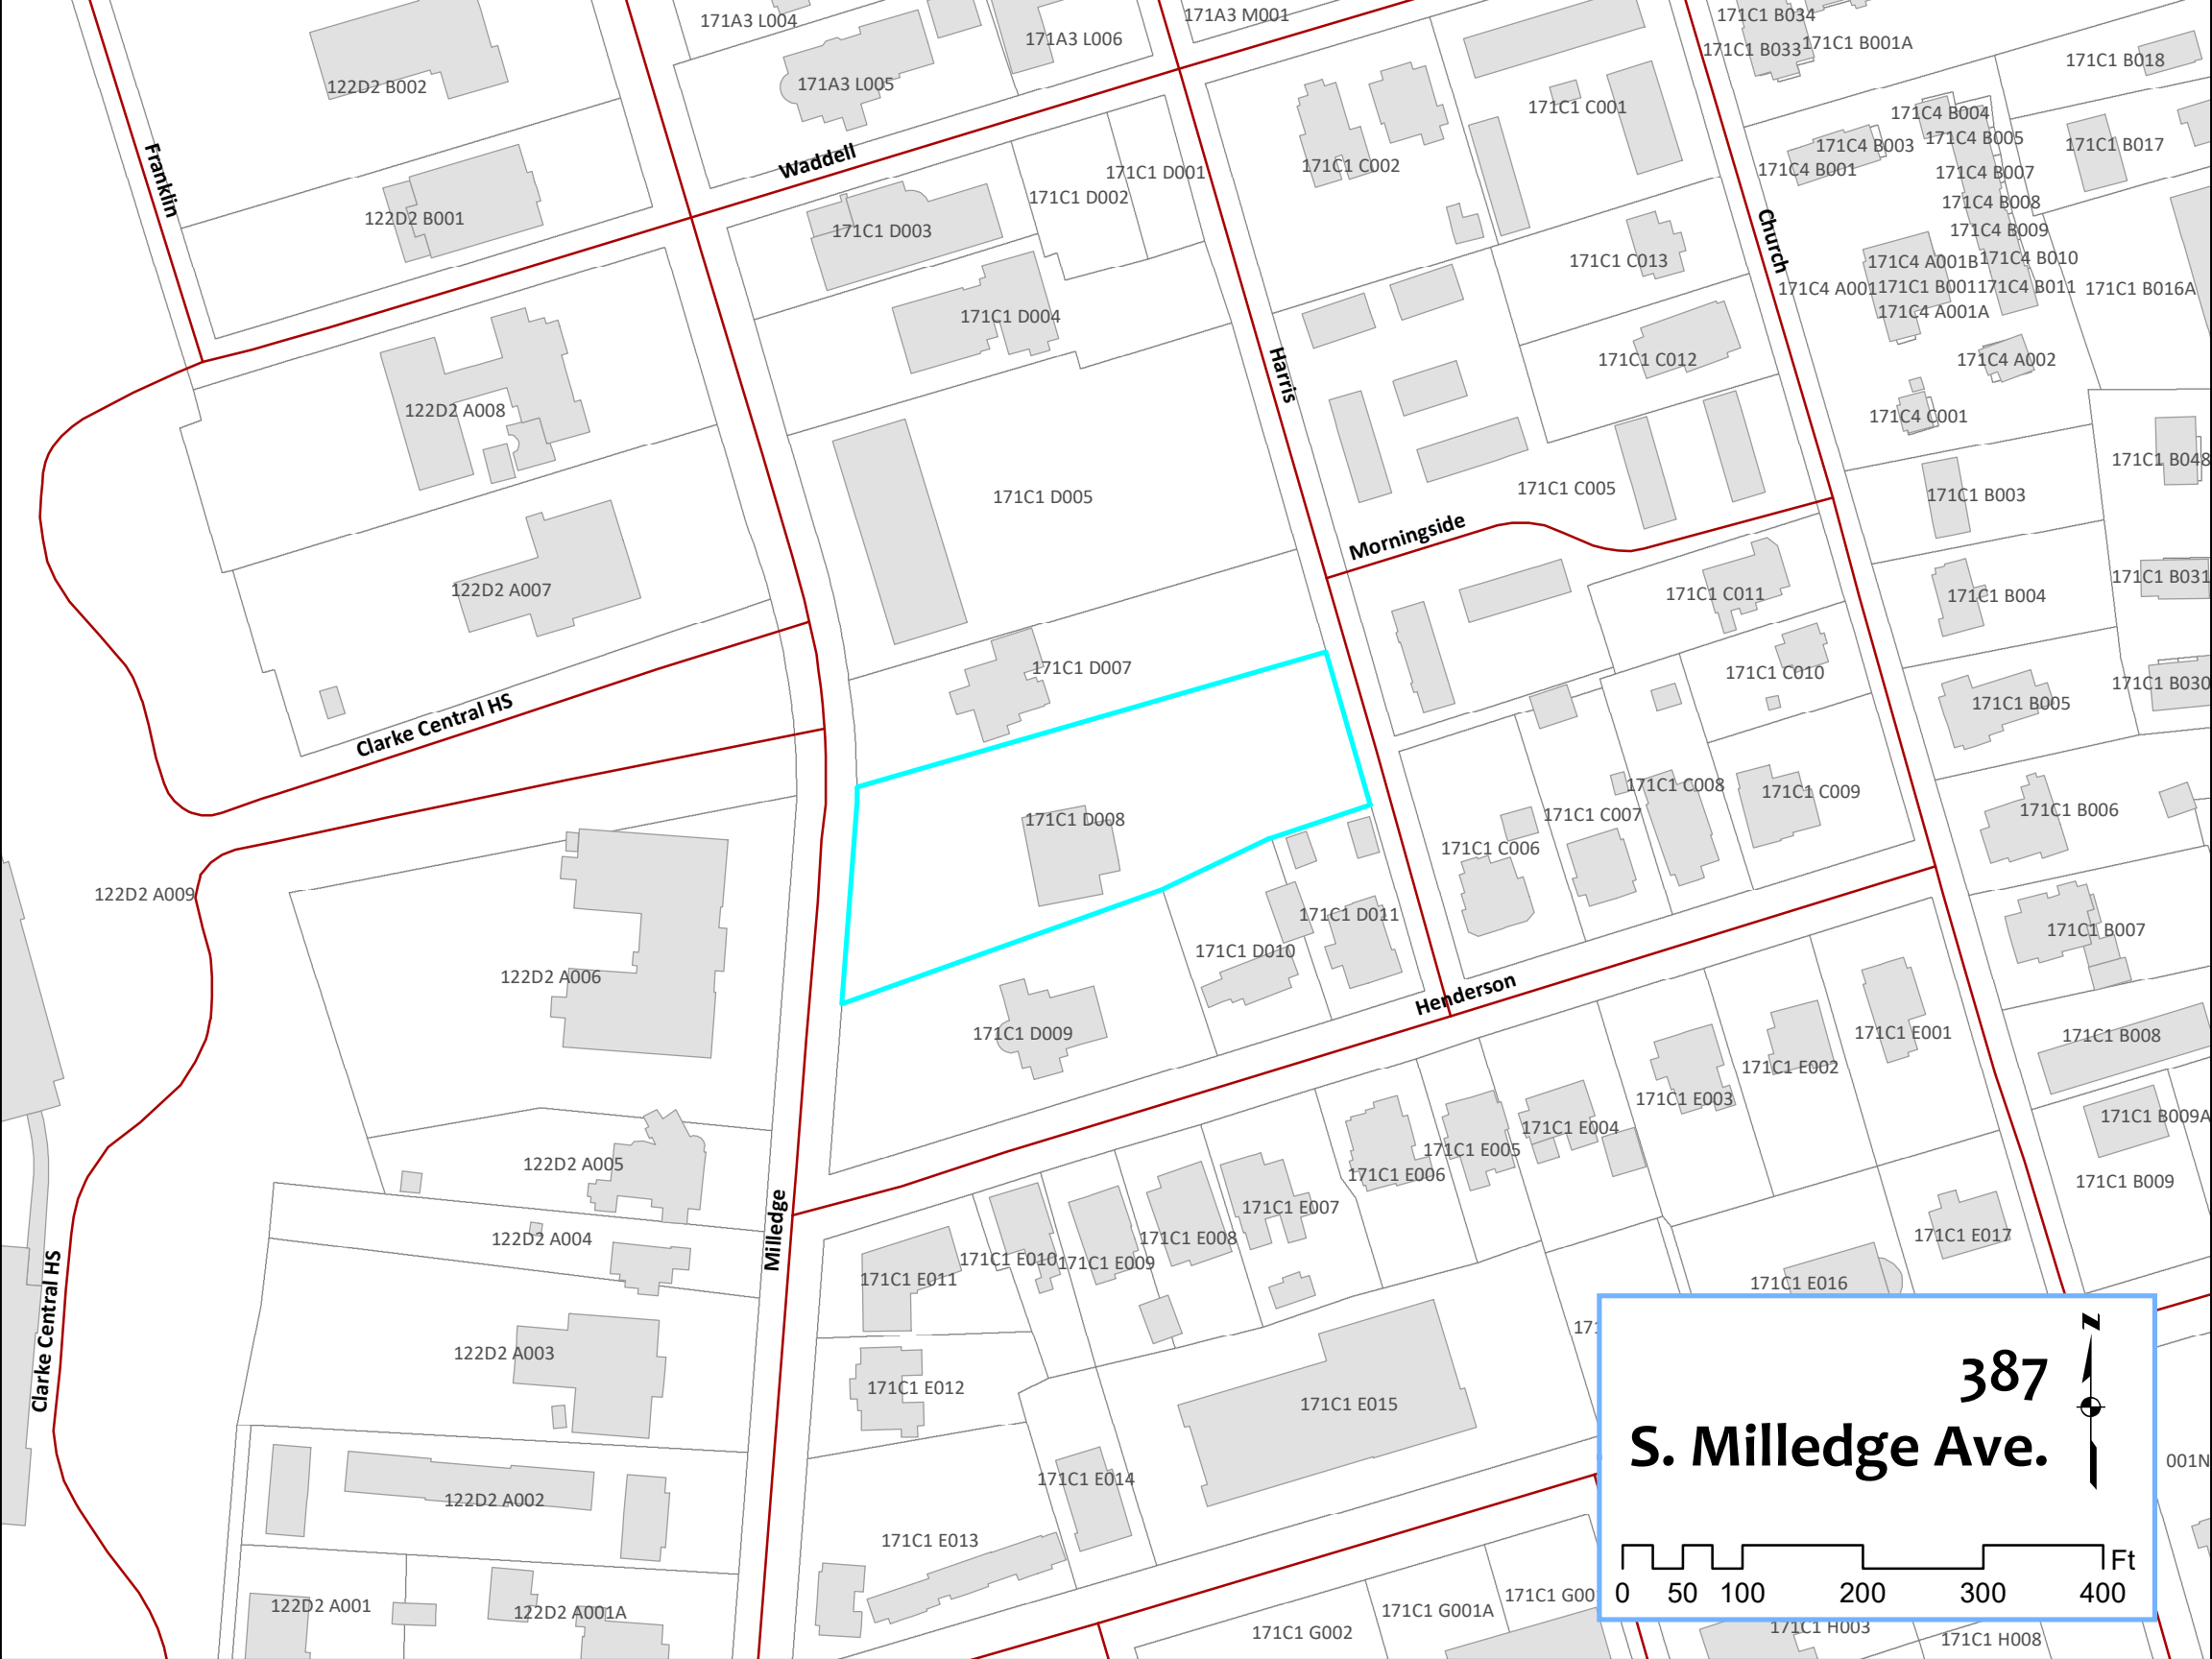 171A3 L004
171A3 M001
171C1 B034
171A3 L006
171C1 B033
171C1 B001A
171C1 B018
122D2 B002
171A3 L005
171C1 C001
171C4 B004
171C4 B003
171C4 B005
171C1 B017
Franklin
Waddell
171C1 C002
171C4 B001
171C4 B007
171C1 D001
171C1 D002
171C4 B008
122D2 B001
171C1 D003
Church
171C4 B009
171C1 C013
171C4 A001B
171C4 B010
171C4 A001
171C1 B001
171C4 B011
171C1 B016A
171C4 A001A
171C1 D004
Harris
171C1 C012
171C4 A002
122D2 A008
171C4 C001
171C1 B048
171C1 D005
171C1 C005
171C1 B003
Morningside
122D2 A007
171C1 C011
171C1 B004
171C1 B031
171C1 D007
171C1 C010
171C1 B030
171C1 B005
Clarke Central HS
171C1 C008
171C1 C009
171C1 D008
171C1 C007
171C1 B006
171C1 C006
122D2 A009
171C1 D011
171C1 B007
122D2 A006
171C1 D010
Henderson
171C1 D009
171C1 E001
171C1 B008
171C1 E002
171C1 E003
171C1 B009A
171C1 E004
171C1 E005
122D2 A005
171C1 E006
171C1 B009
Milledge
171C1 E007
122D2 A004
171C1 E008
171C1 E017
171C1 E010
171C1 E009
171C1 E011
171C1 E016
Clarke Central HS
171
122D2 A003
171C1 E012
171C1 E015
N
387
S. Milledge Ave.
171C1 E014
001N
122D2 A002
171C1 E013
Ft
0 50 100 200 300 400
122D2 A001
122D2 A001A
171C1 G001A
171C1 G00
171C1 G002
171C1 H003
171C1 H008